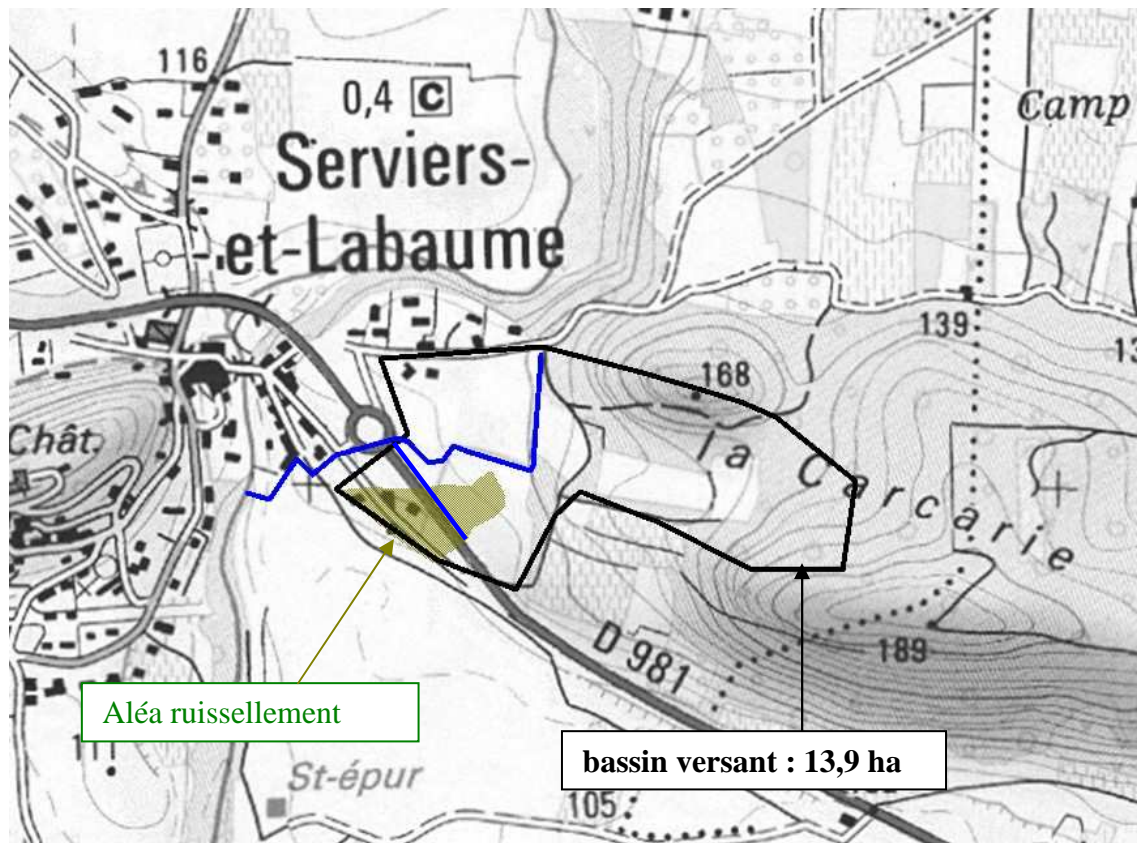 116
0,4 C
Camp
Serviers-
et-Labaume
139
168
Chât.
la Carcarie
D 981
189
Aléa ruissellement
bassin versant : 13,9 ha
St-épur
105